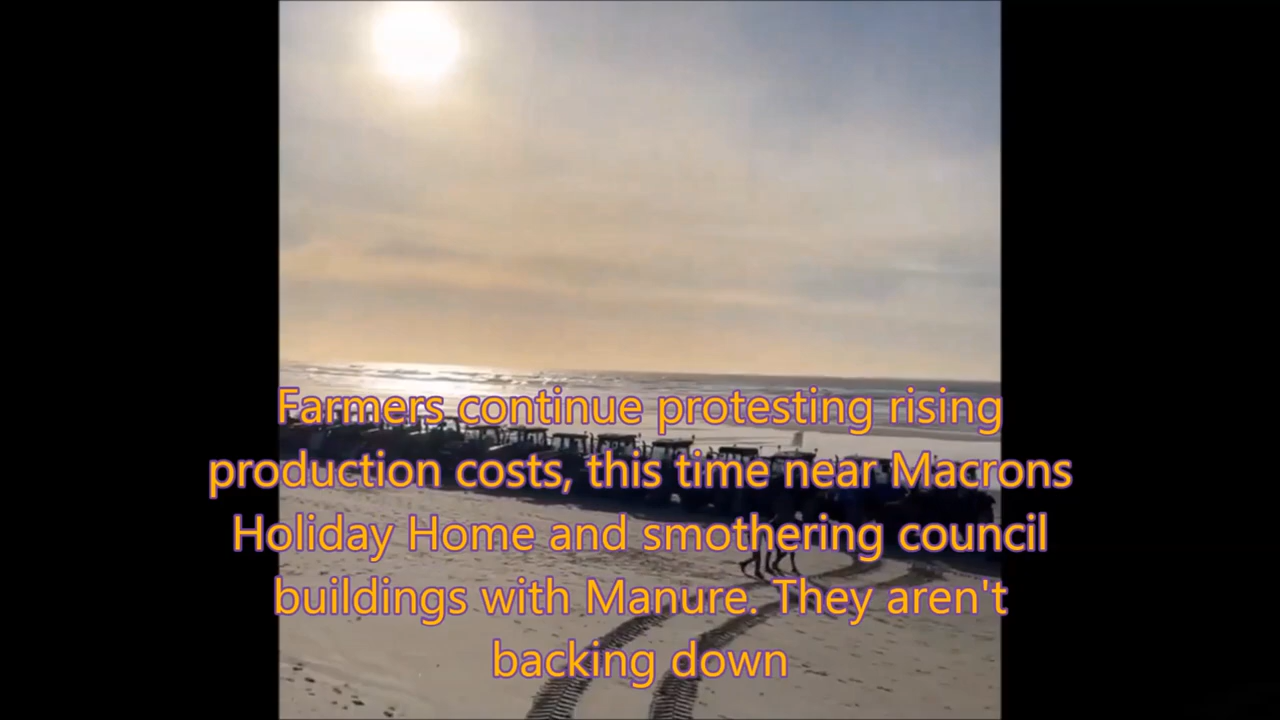 Farmers continue protesting rising
production costs, this time near Macrons
Holiday Home and smothering council
buildings with Manure. They aren't
backing down